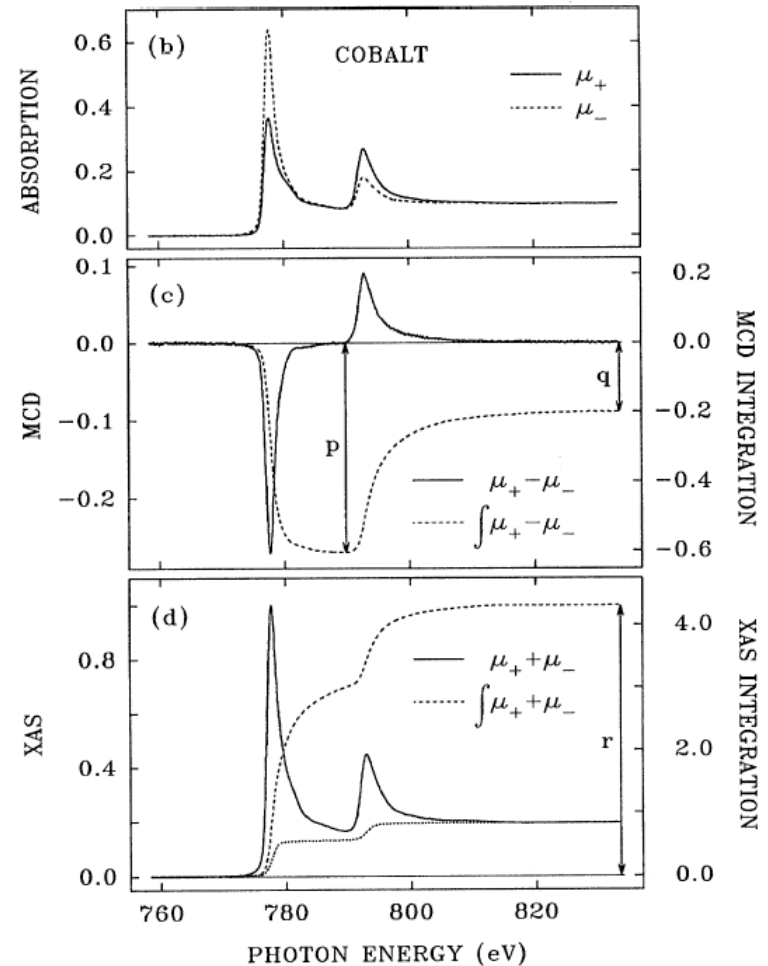 (b)
COBALT
μ₊
μ₋
ABSORPTION
0.6
0.4
0.2
0.0
(c)
0.1
0.0
−0.1
−0.2
MCD
p
q
μ₊−μ₋
∫μ₊−μ₋
0.2
0.0
−0.2
−0.4
−0.6
MCD INTEGRATION
(d)
0.8
0.4
0.0
XAS
μ₊+μ₋
∫μ₊+μ₋
r
4.0
2.0
0.0
XAS INTEGRATION
760 780 800 820
PHOTON ENERGY (eV)